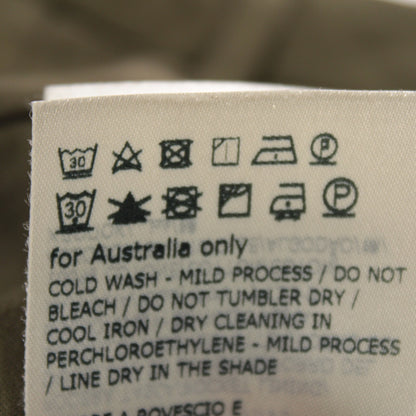 30 P
30 P
for Australia only
COLD WASH - MILD PROCESS / DO NOT
BLEACH / DO NOT TUMBLER DRY /
COOL IRON / DRY CLEANING IN
PERCHLOROETHYLENE - MILD PROCESS
/ LINE DRY IN THE SHADE
A ROVESCIO E